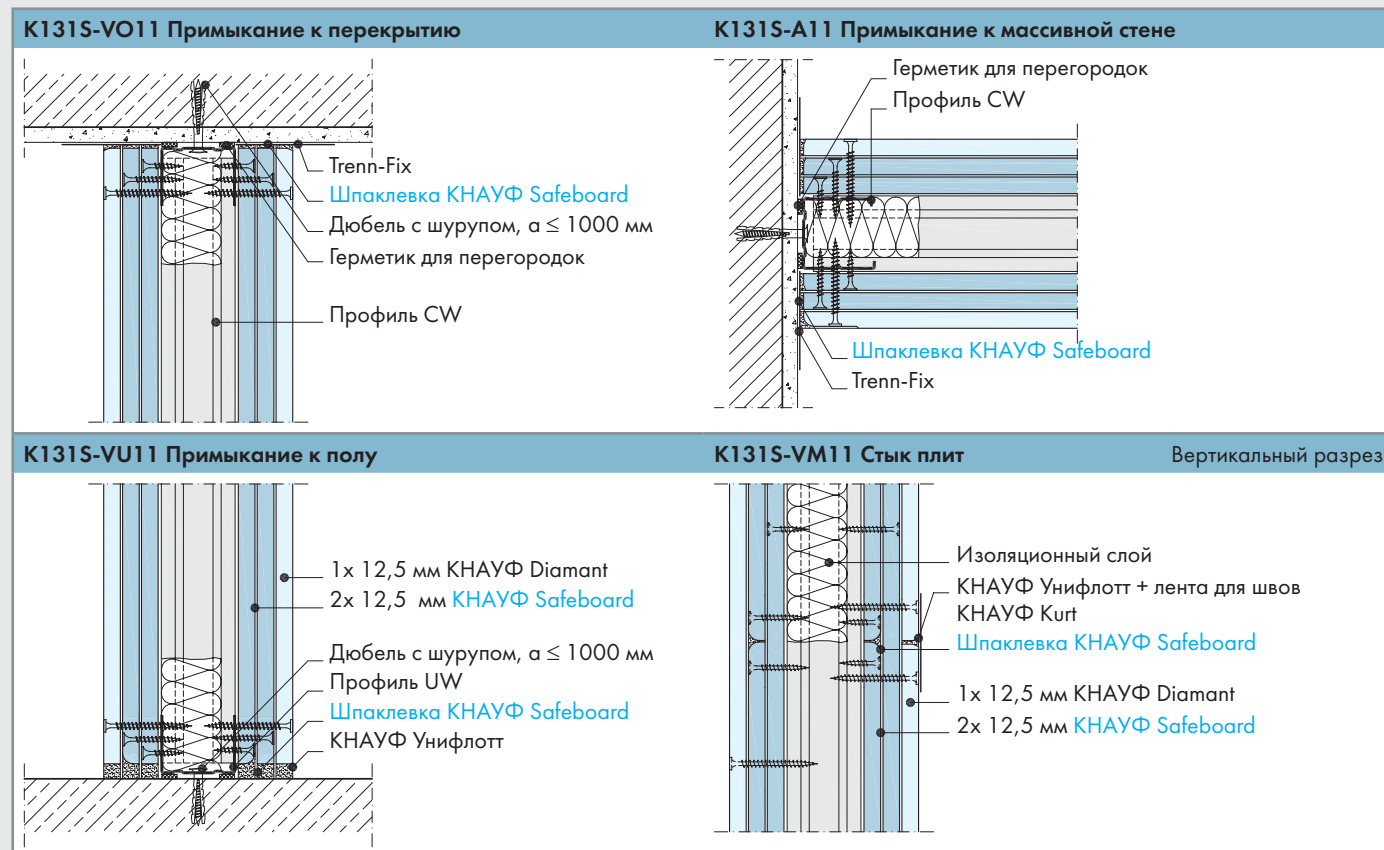 K131S-VO11 Примыкание к перекрытию
Trenn-Fix
Шпаклевка КНАУФ Safeboard
Дюбель с шурупом, a ≤ 1000 мм
Герметик для перегородок
Профиль CW
K131S-A11 Примыкание к массивной стене
Герметик для перегородок
Профиль CW
Шпаклевка КНАУФ Safeboard
Trenn-Fix
K131S-VU11 Примыкание к полу
1x 12,5 мм КНАУФ Diamant
2x 12,5 мм КНАУФ Safeboard
Дюбель с шурупом, a ≤ 1000 мм
Профиль UW
Шпаклевка КНАУФ Safeboard
КНАУФ Унифлотт
K131S-VM11 Стык плит Вертикальный разрез
Изоляционный слой
КНАУФ Унифлотт + лента для швов
КНАУФ Kurt
Шпаклевка КНАУФ Safeboard
1x 12,5 мм КНАУФ Diamant
2x 12,5 мм КНАУФ Safeboard